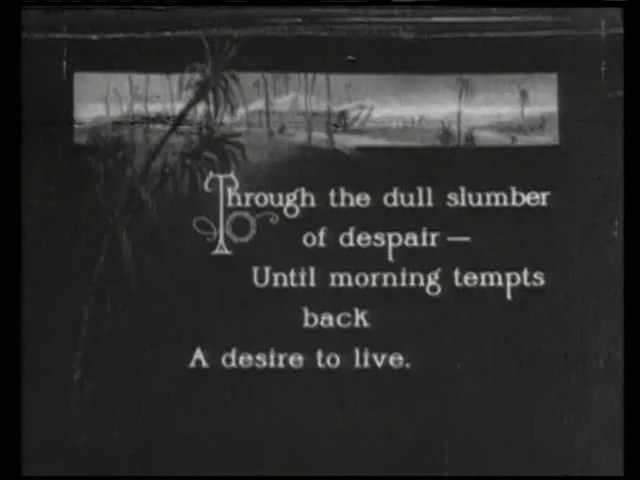 Through the dull slumber
of despair —
Until morning tempts
back
A desire to live.